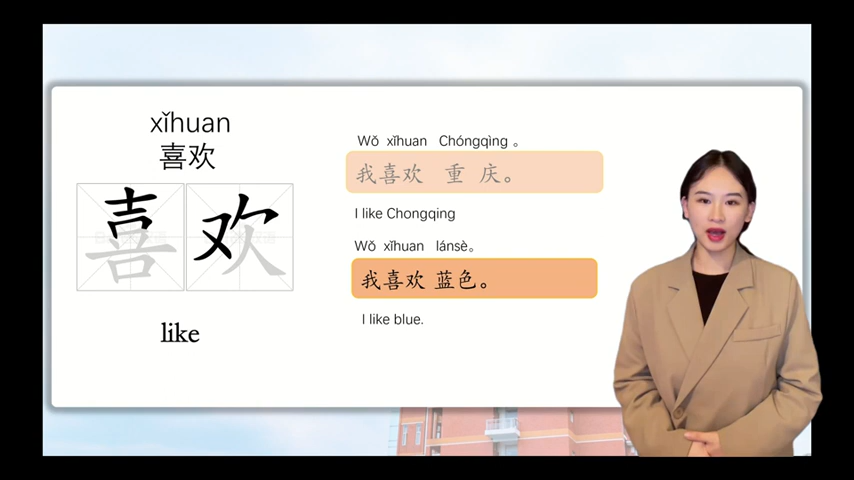 xǐhuan
喜欢
喜欢
like
Wǒ xǐhuan Chóngqìng 。
我喜欢 重 庆。
I like Chongqing
Wǒ xǐhuan lánsè。
我喜欢 蓝色。
I like blue.